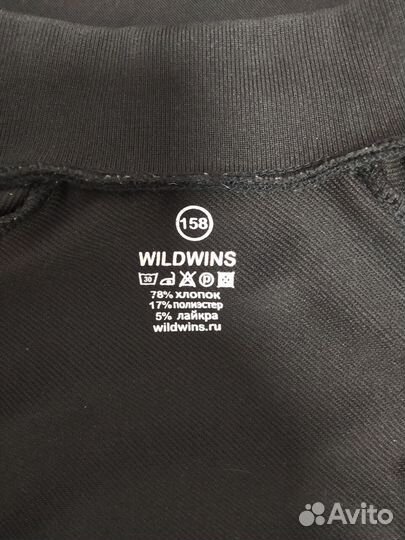 158
WILDWINS
30 P
78% ХЛОПОК
17% ПОЛИЭСТЕР
5% ЛАЙКРА
wildwins.ru
Avito